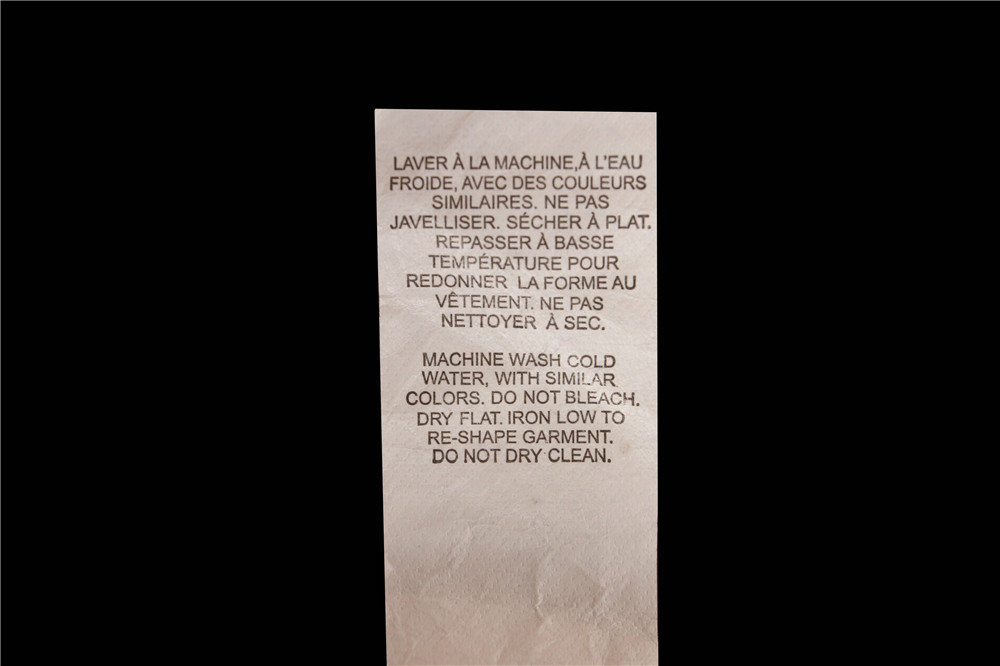 LAVER À LA MACHINE,À L'EAU
FROIDE, AVEC DES COULEURS
SIMILAIRES. NE PAS
JAVELLISER. SÉCHER À PLAT.
REPASSER À BASSE
TEMPÉRATURE POUR
REDONNER LA FORME AU
VÊTEMENT. NE PAS
NETTOYER À SEC.
MACHINE WASH COLD
WATER, WITH SIMILAR
COLORS. DO NOT BLEACH.
DRY FLAT. IRON LOW TO
RE-SHAPE GARMENT.
DO NOT DRY CLEAN.